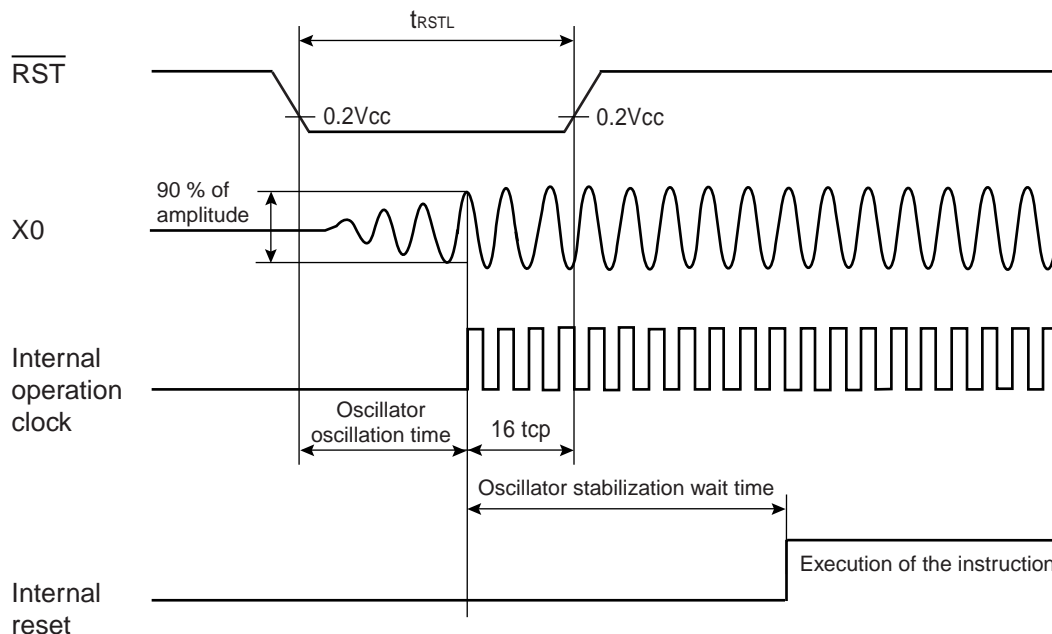 tRSTL
RST
0.2Vcc
0.2Vcc
90 % of
amplitude
X0
Internal
operation
clock
Oscillator
oscillation time
16 tcp
Oscillator stabilization wait time
Execution of the instruction
Internal
reset